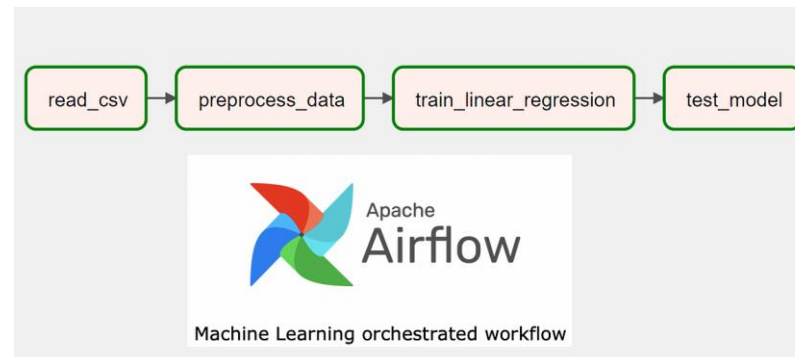 read_csv preprocess_data train_linear_regression test_model
Apache
Airflow
Machine Learning orchestrated workflow